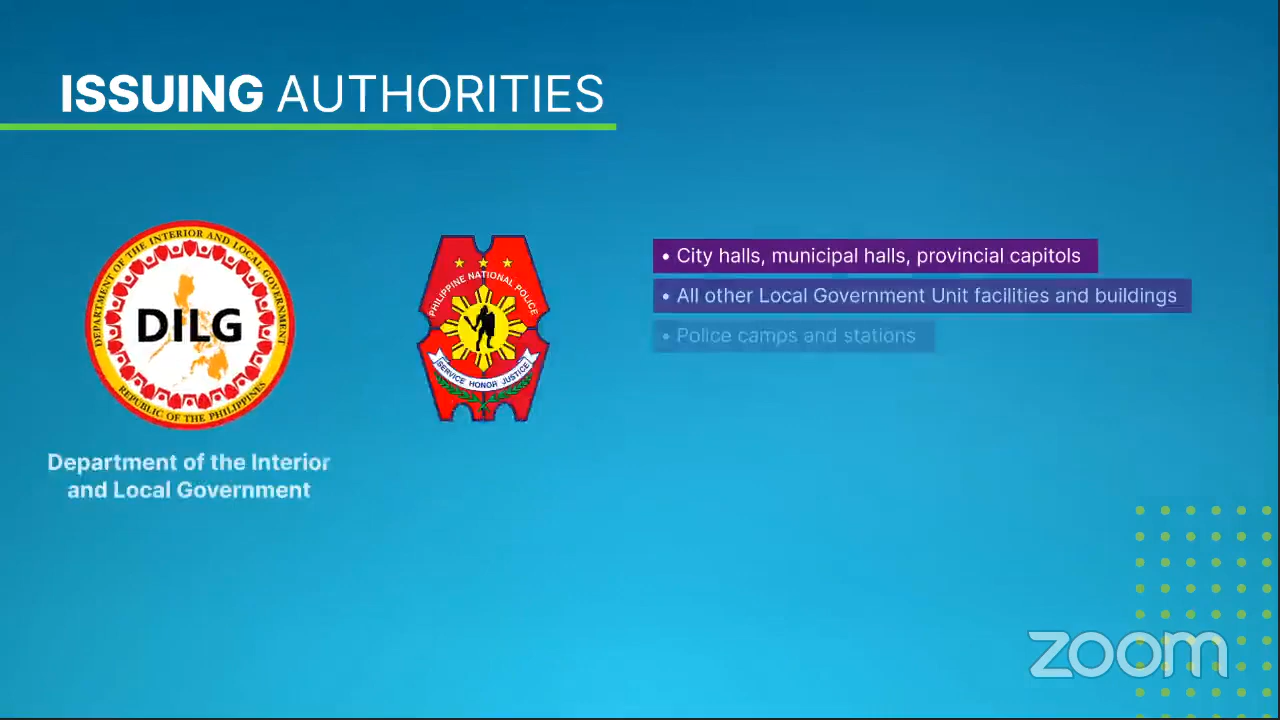 ISSUING AUTHORITIES
DEPARTMENT OF THE INTERIOR AND LOCAL GOVERNMENT
DILG
REPUBLIC OF THE PHILIPPINES
Department of the Interior
and Local Government
PHILIPPINE NATIONAL POLICE
SERVICE HONOR JUSTICE
• City halls, municipal halls, provincial capitols
• All other Local Government Unit facilities and buildings
• Police camps and stations
zoom